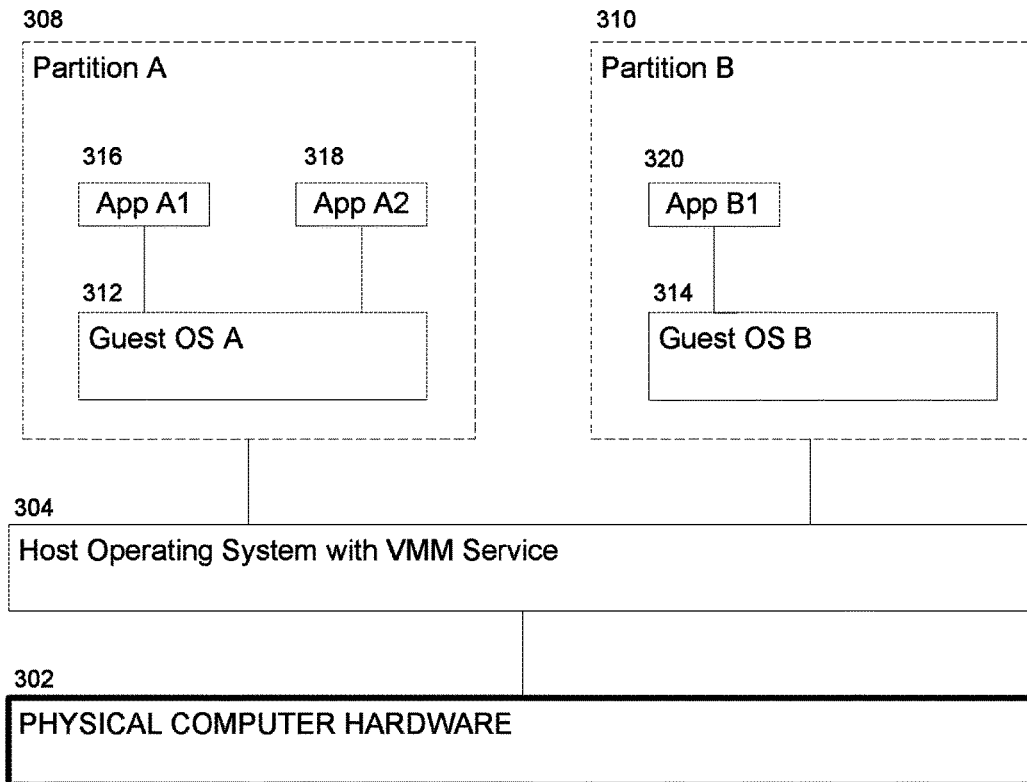 308
310
Partition A
Partition B
316
318
320
App A1
App A2
App B1
312
314
Guest OS A
Guest OS B
304
Host Operating System with VMM Service
302
PHYSICAL COMPUTER HARDWARE